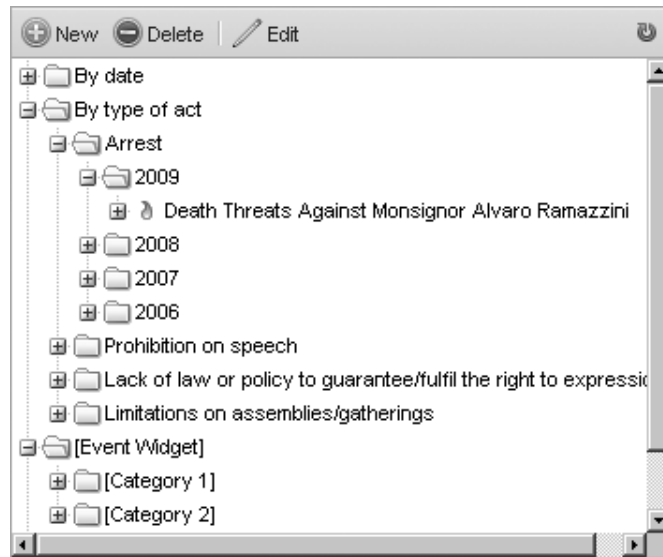 New Delete Edit
By date
By type of act
Arrest
2009
Death Threats Against Monsignor Alvaro Ramazzini
2008
2007
2006
Prohibition on speech
Lack of law or policy to guarantee/fulfil the right to expressio
Limitations on assemblies/gatherings
[Event Widget]
[Category 1]
[Category 2]